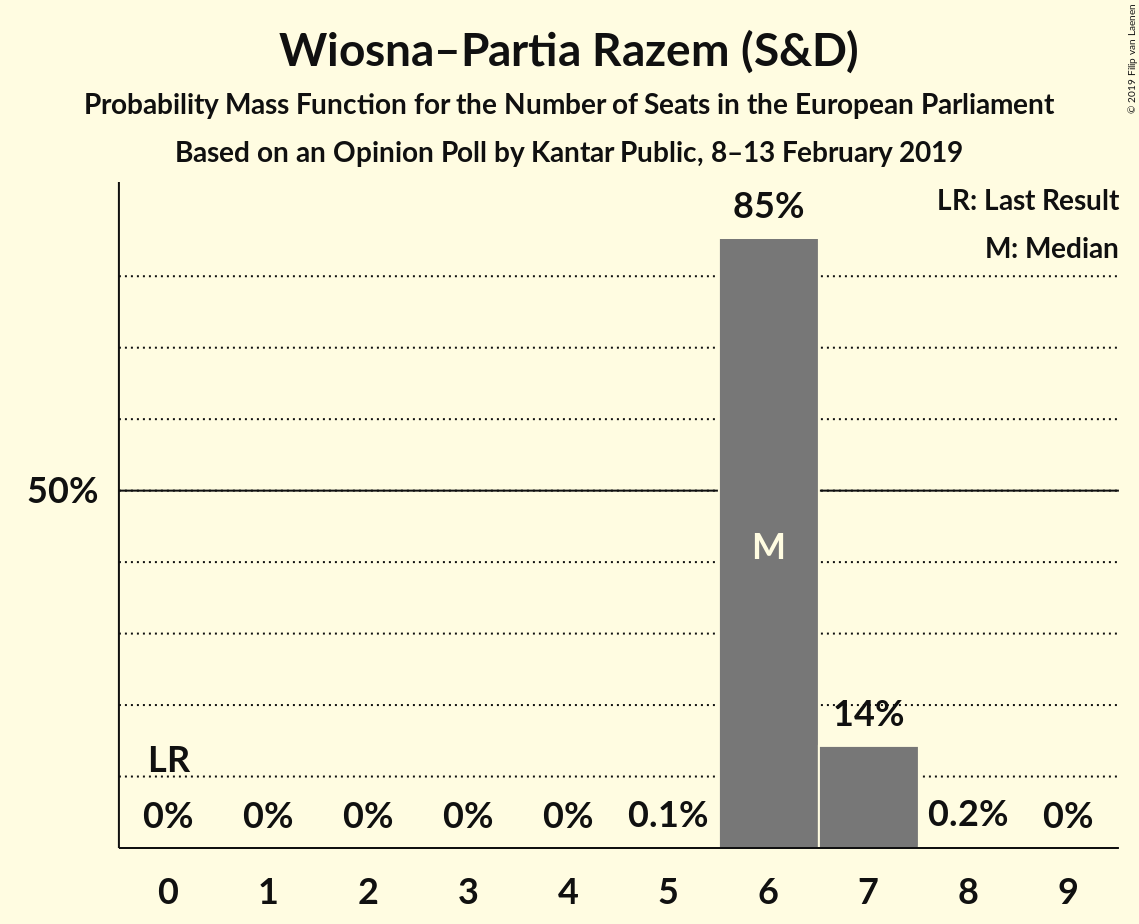 © 2019 Filip van Laenen
Wiosna–Partia Razem (S&D)
Probability Mass Function for the Number of Seats in the European Parliament
Based on an Opinion Poll by Kantar Public, 8–13 February 2019
LR: Last Result
M: Median
85%
50%
M
14%
LR
0% 0% 0% 0% 0% 0.1% 0.2% 0%
0 1 2 3 4 5 6 7 8 9